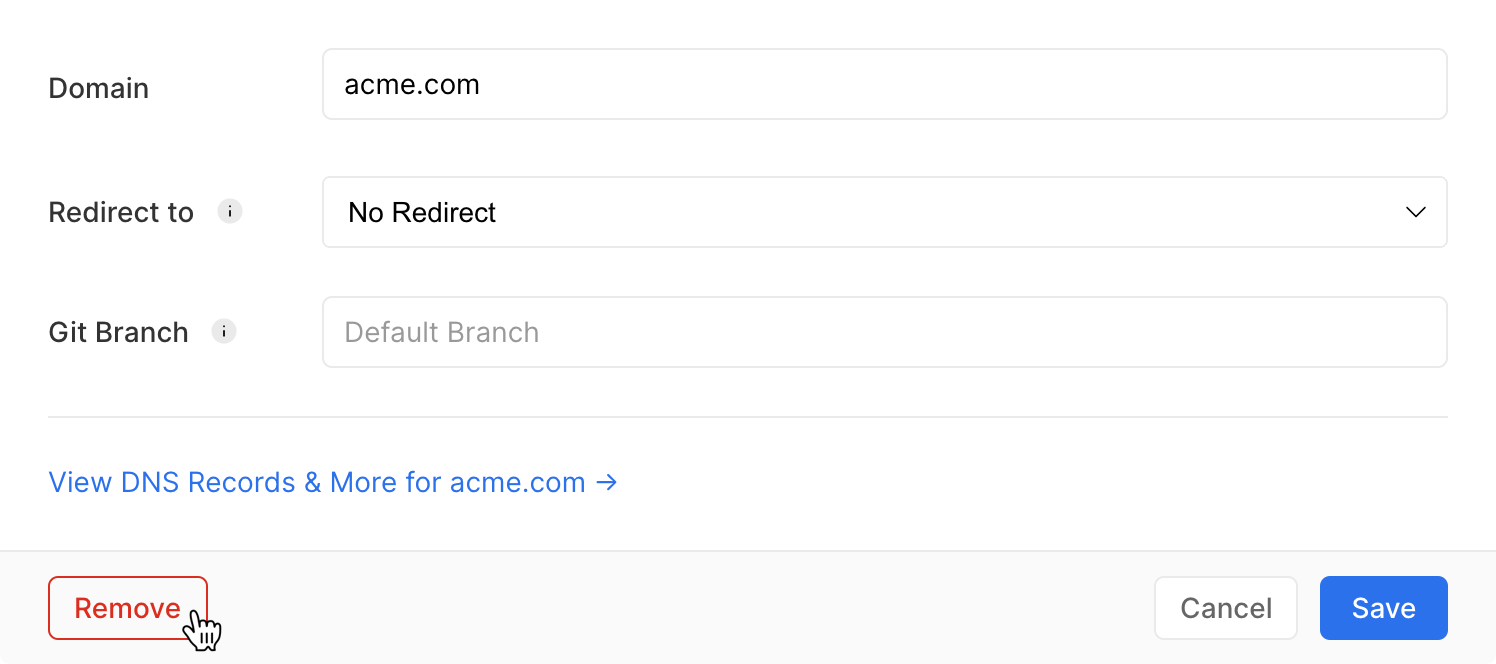 Domain
acme.com
Redirect to i
No Redirect
Git Branch i
Default Branch
View DNS Records & More for acme.com →
Remove
Cancel
Save